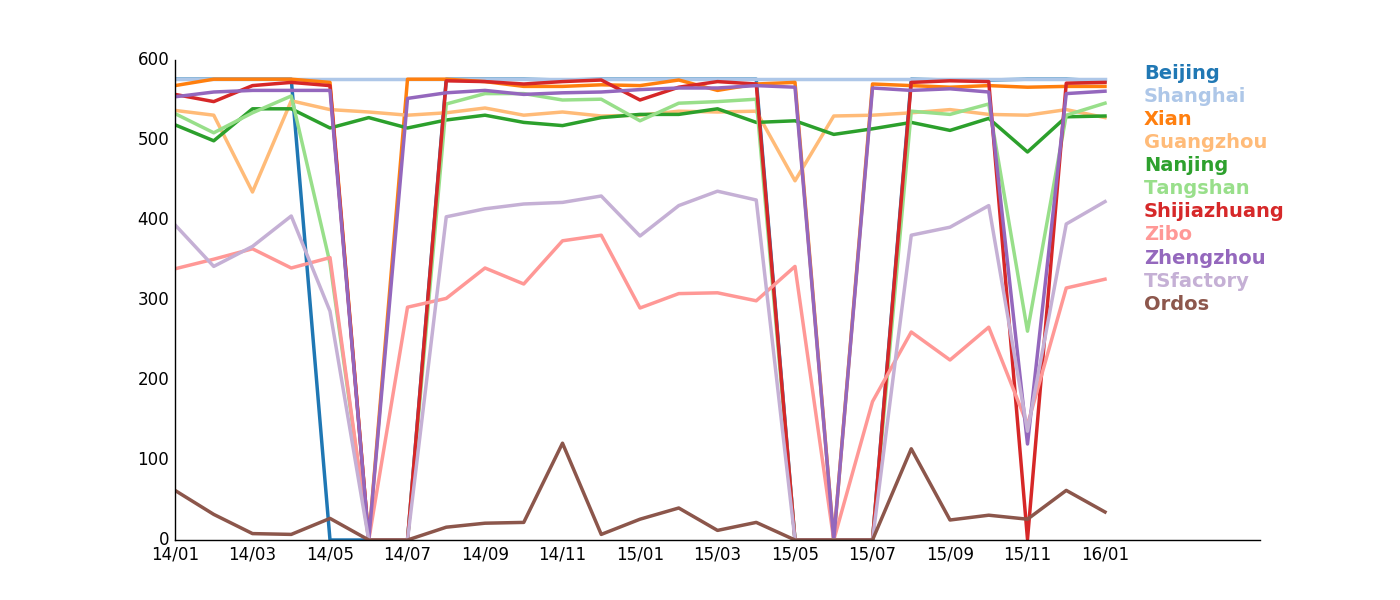 600
500
400
300
200
100
0
14/01 14/03 14/05 14/07 14/09 14/11 15/01 15/03 15/05 15/07 15/09 15/11 16/01
Beijing
Shanghai
Xian
Guangzhou
Nanjing
Tangshan
Shijiazhuang
Zibo
Zhengzhou
TSfactory
Ordos